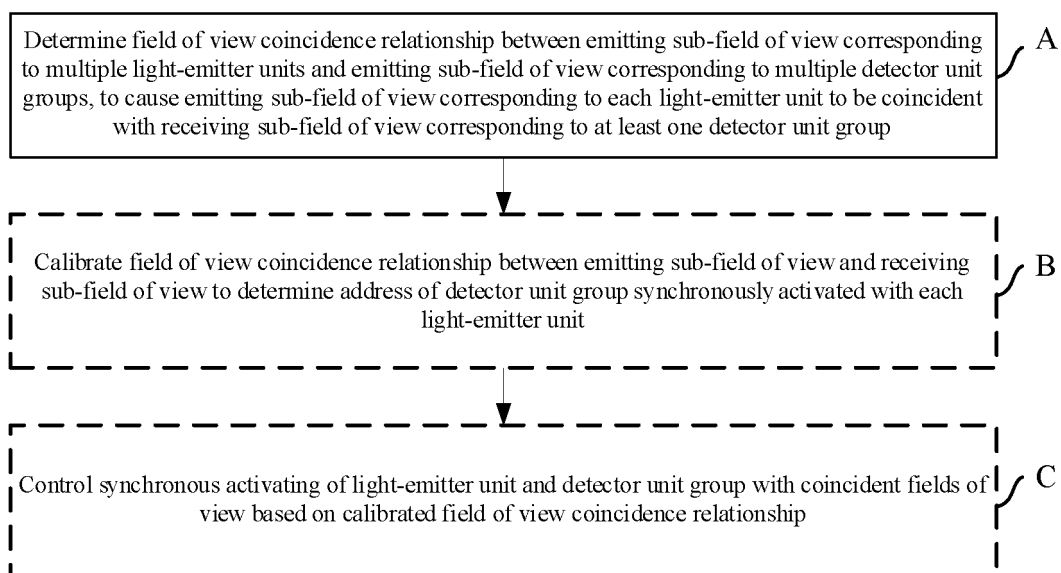 Determine field of view coincidence relationship between emitting sub-field of view corresponding
to multiple light-emitter units and emitting sub-field of view corresponding to multiple detector unit
groups, to cause emitting sub-field of view corresponding to each light-emitter unit to be coincident
with receiving sub-field of view corresponding to at least one detector unit group
A
Calibrate field of view coincidence relationship between emitting sub-field of view and receiving
sub-field of view to determine address of detector unit group synchronously activated with each
light-emitter unit
B
Control synchronous activating of light-emitter unit and detector unit group with coincident fields of
view based on calibrated field of view coincidence relationship
C